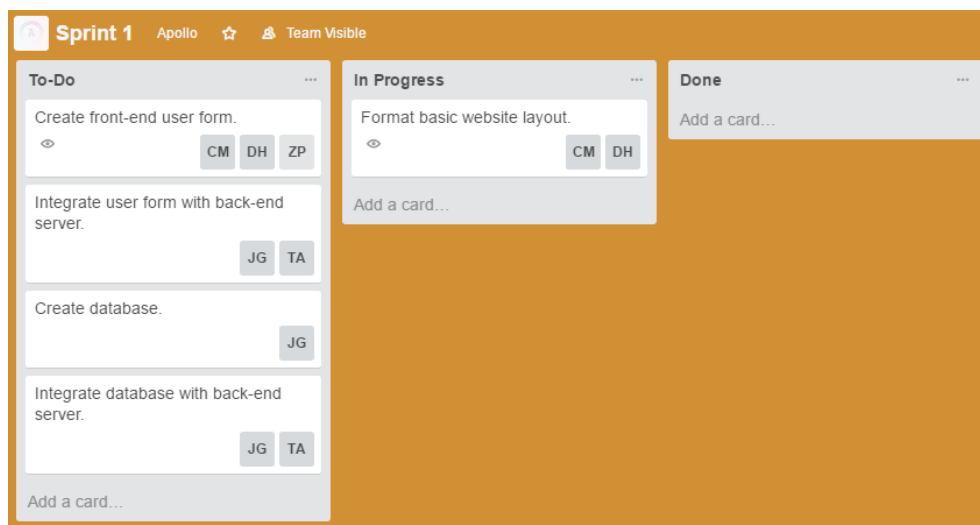 Sprint 1 Apollo Team Visible
To-Do ...
Create front-end user form.
CM DH ZP
Integrate user form with back-end
server.
JG TA
Create database.
JG
Integrate database with back-end
server.
JG TA
Add a card...
In Progress ...
Format basic website layout.
CM DH
Add a card...
Done ...
Add a card...